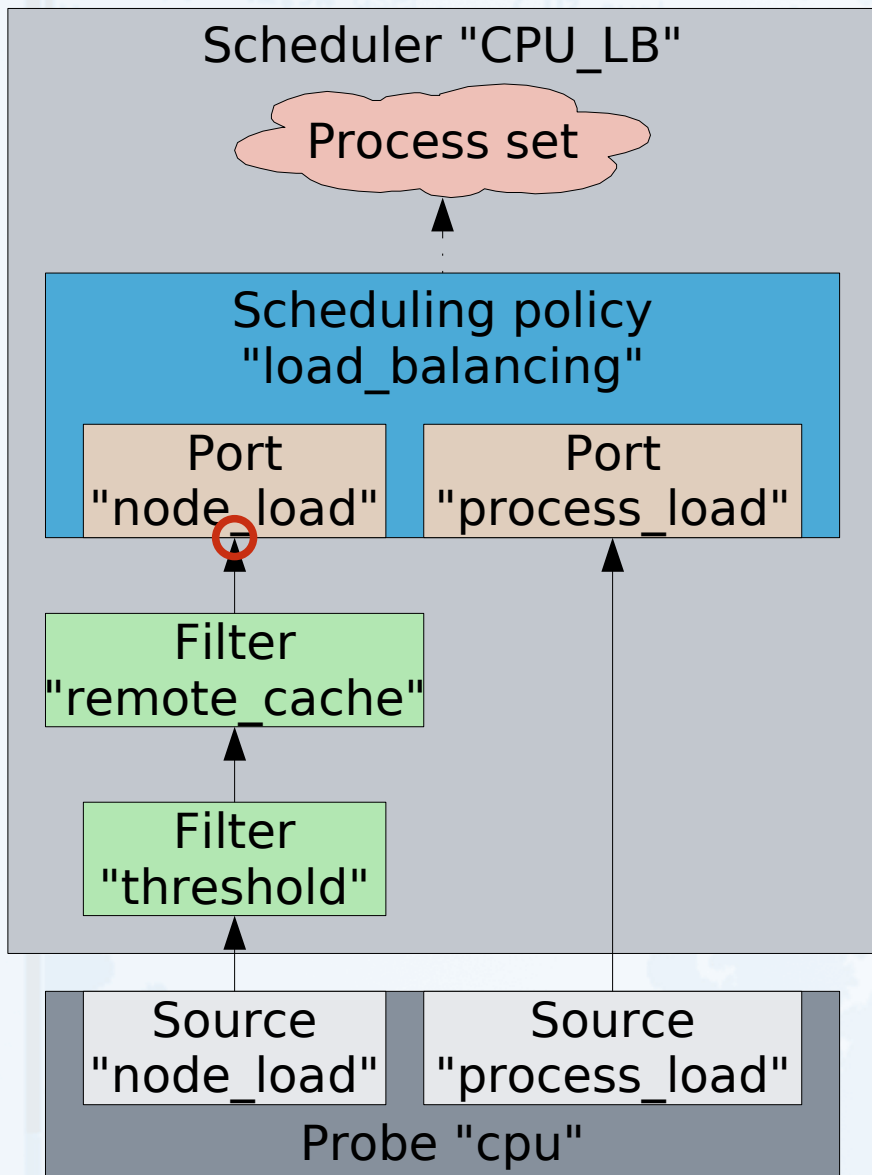 Scheduler "CPU_LB"
Process set
Scheduling policy
"load_balancing"
Port
"node_load"
Port
"process_load"
Filter
"remote_cache"
Filter
"threshold"
Source
"node_load"
Source
"process_load"
Probe "cpu"